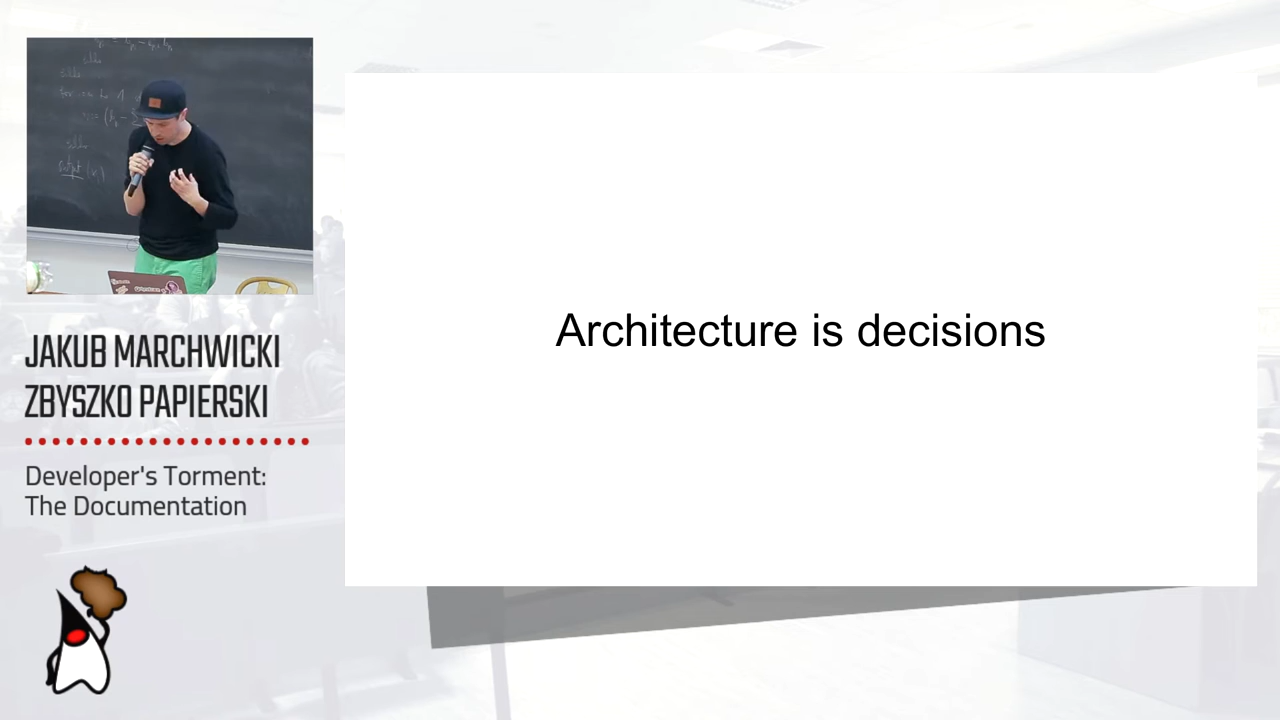 JAKUB MARCHWICKI
ZBYSZKO PAPIERSKI
Developer's Torment:
The Documentation
Architecture is decisions